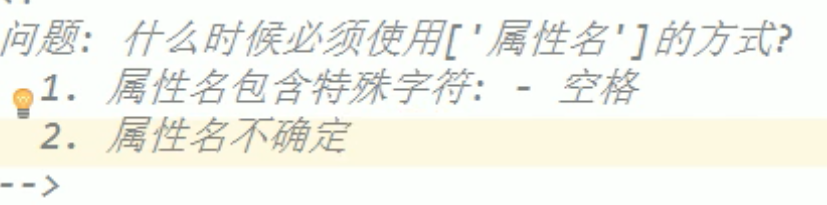 问题: 什么时候必须使用['属性名']的方式?
1. 属性名包含特殊字符: - 空格
2. 属性名不确定
-->